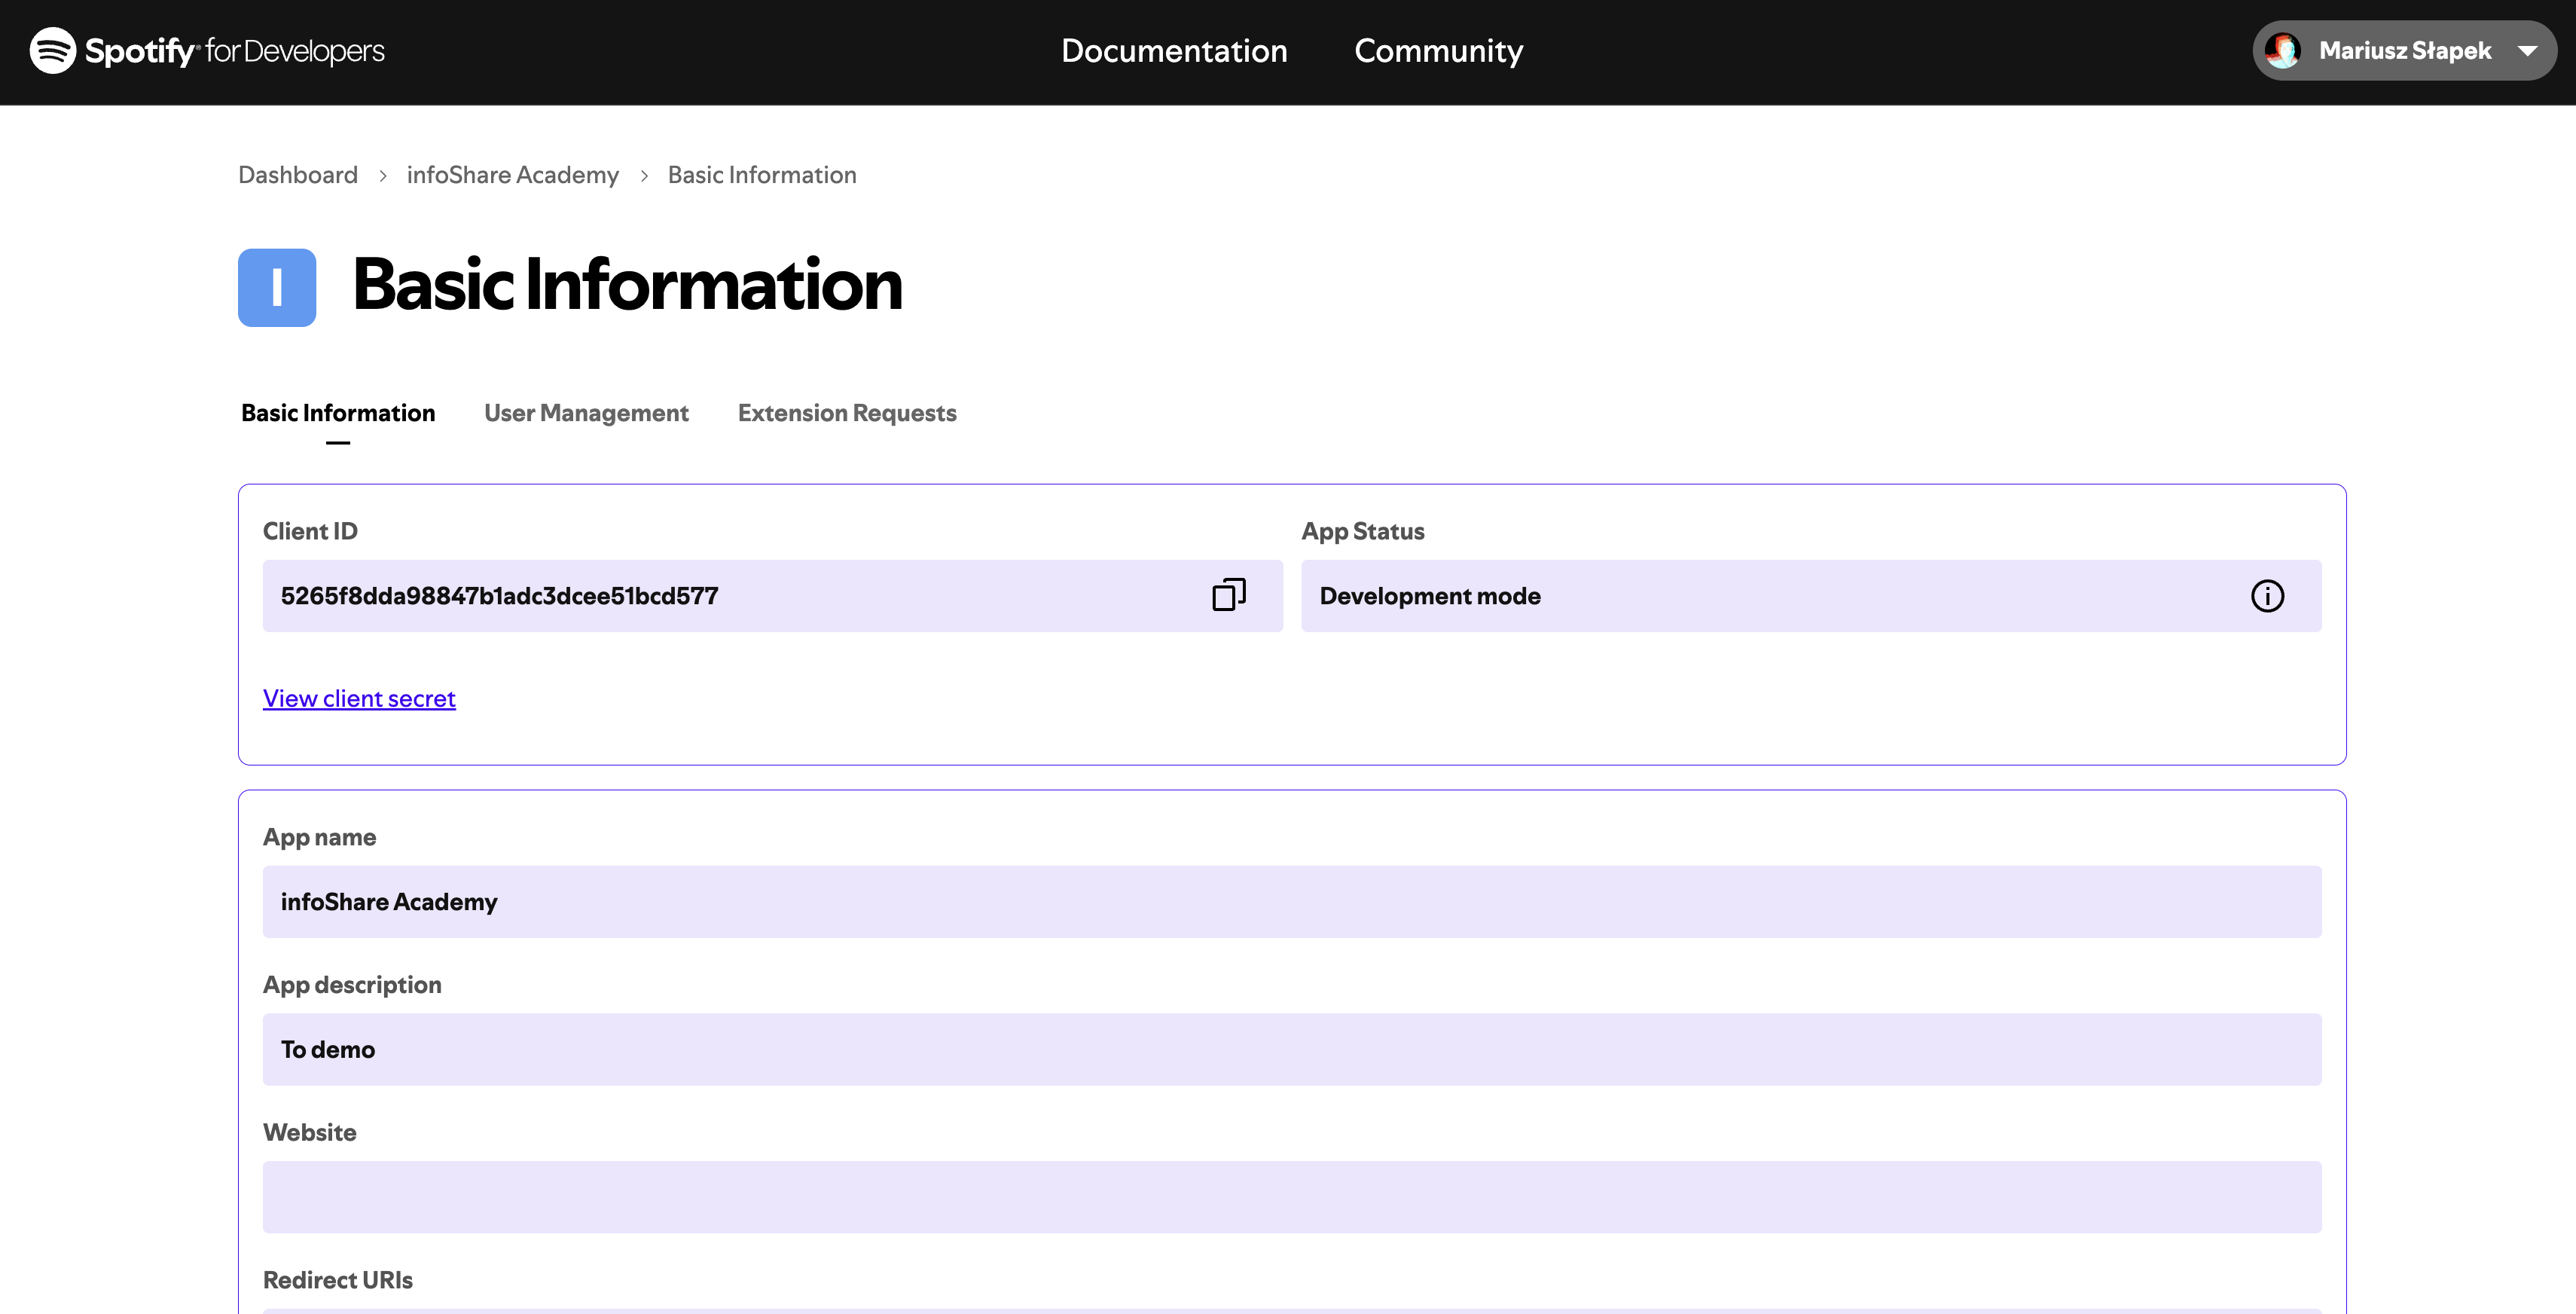 Spotify® for Developers
Documentation
Community
Mariusz Słapek
Dashboard > infoShare Academy > Basic Information
I
Basic Information
Basic Information
User Management
Extension Requests
Client ID
5265f8dda98847b1adc3dcee51bcd577
App Status
Development mode
View client secret
App name
infoShare Academy
App description
To demo
Website
Redirect URIs